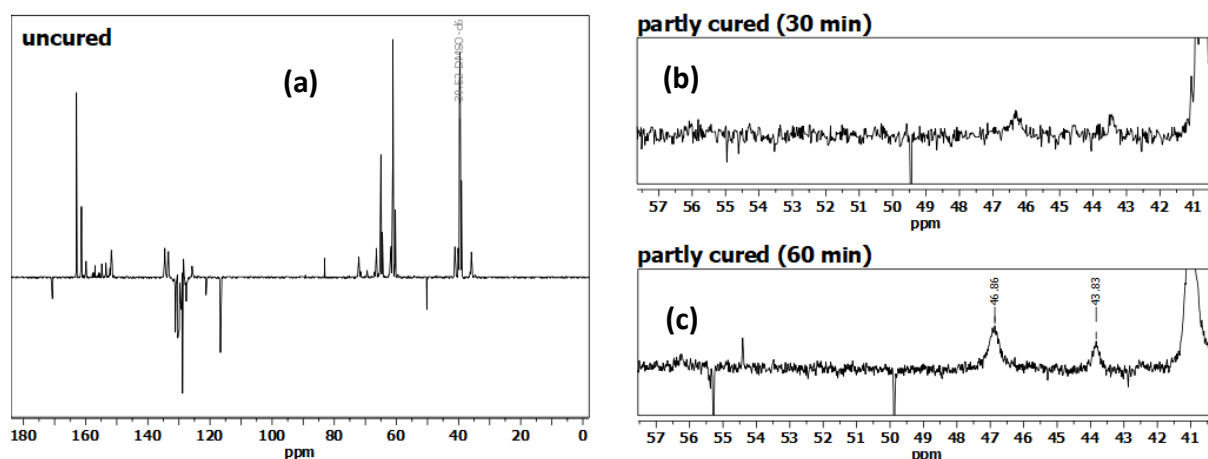 uncured
(a)
39.52 DMSO-d6
180 160 140 120 100 80 60 40 20 0
ppm
partly cured (30 min)
(b)
57 56 55 54 53 52 51 50 49 48 47 46 45 44 43 42 41
ppm
partly cured (60 min)
46.86
43.83
(c)
57 56 55 54 53 52 51 50 49 48 47 46 45 44 43 42 41
ppm